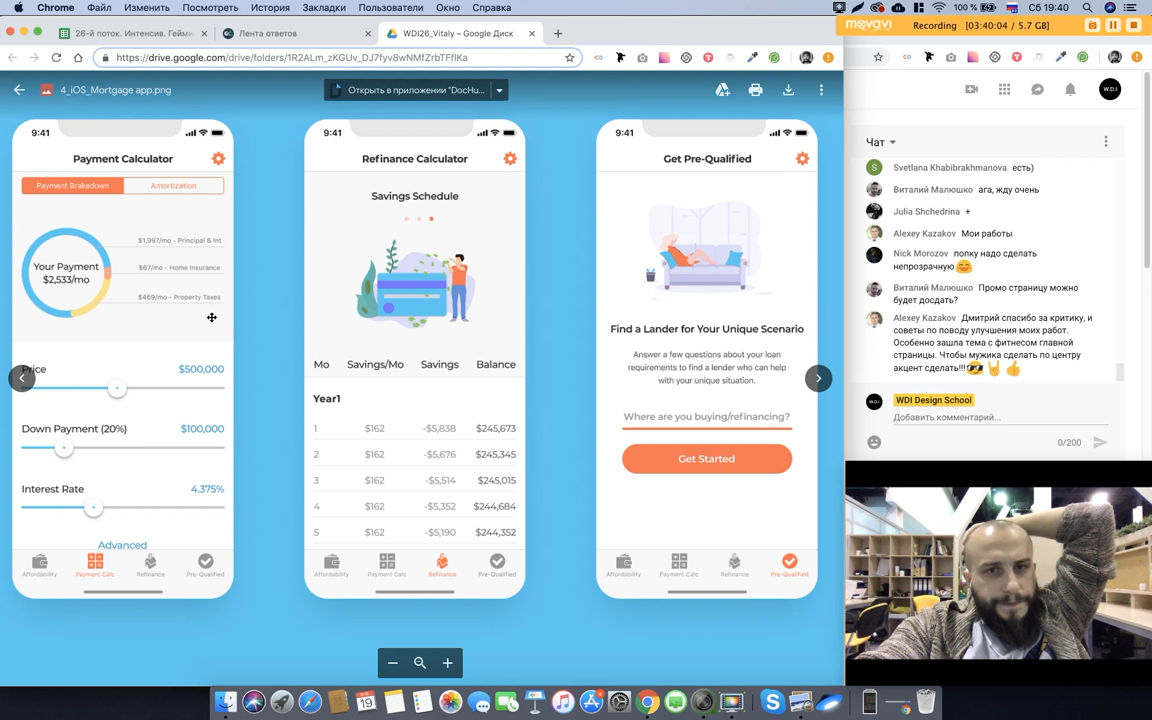 Chrome Файл Изменить Посмотреть История Закладки Пользователи Окно Справка
100 %
Сб 19:40
movavi
Recording [03:40:04 / 5.7 GB]
26-й поток. Интенсив. Гейми
Лента ответов
WDI26_Vitaly – Google Диск
https://drive.google.com/drive/folders/1R2ALm_zKGUv_DJ7fyv8wNMfZrbTFflKa
4_iOS_Mortgage app.png
Открыть в приложении "DocHu...
9:41
Payment Calculator
Payment Brakedown
Amortization
$1,997/mo - Principal & Int
Your Payment
$2,533/mo
$67/mo - Home Insurance
$469/mo - Property Taxes
Price
$500,000
Down Payment (20%)
$100,000
Interest Rate
4.375%
Advanced
Affordability
Payment Calc
Refinance
Pre-Qualified
9:41
Refinance Calculator
Savings Schedule
Mo Savings/Mo Savings Balance
Year1
1 $162 -$5,838 $245,673
2 $162 -$5,676 $245,345
3 $162 -$5,514 $245,015
4 $162 -$5,352 $244,684
5 $162 -$5,190 $244,352
Affordability
Payment Calc
Refinance
Pre-Qualified
9:41
Get Pre-Qualified
Find a Lander for Your Unique Scenario
Answer a few questions about your loan
requirements to find a lender who can help
with your unique situation.
Where are you buying/refinancing?
Get Started
Affordability
Payment Calc
Refinance
Pre-Qualified
W.D.I
Чат
S
Svetlana Khabibrakhmanova есть)
Виталий Малюшко ага, жду очень
Julia Shchedrina +
Alexey Kazakov Мои работы
Nick Morozov попку надо сделать
непрозрачную
Виталий Малюшко Промо страницу можно
будет досдать?
Alexey Kazakov Дмитрий спасибо за критику, и
советы по поводу улучшения моих работ.
Особенно зашла тема с фитнесом главной
страницы. Чтобы мужика сделать по центру
акцент сделать!!!
W.D.I
WDI Design School
Добавить комментарий...
0/200
19